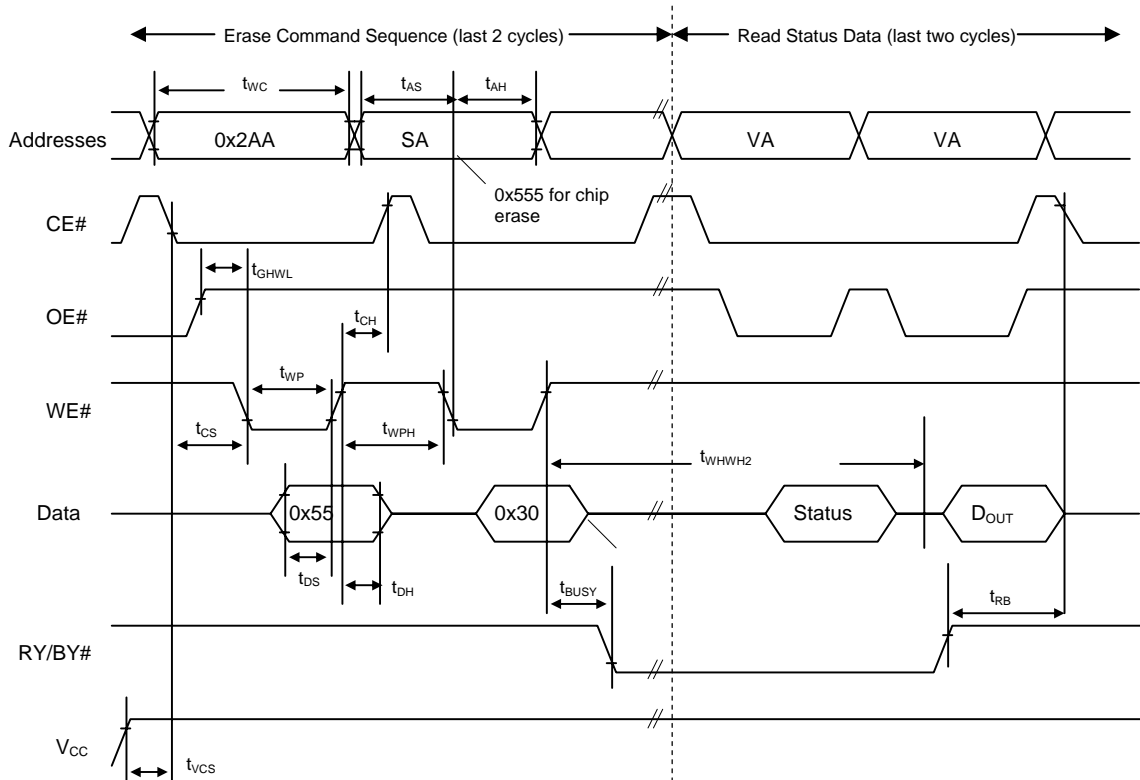 Erase Command Sequence (last 2 cycles) Read Status Data (last two cycles)
tWC tAS tAH
Addresses 0x2AA SA VA VA
0x555 for chip
erase
CE#
tGHWL
OE#
tCH
tWP
WE#
tCS tWPH
tWHWH2
Data 0x55 0x30 Status DOUT
tDS tDH tBUSY tRB
RY/BY#
VCC
tVCS